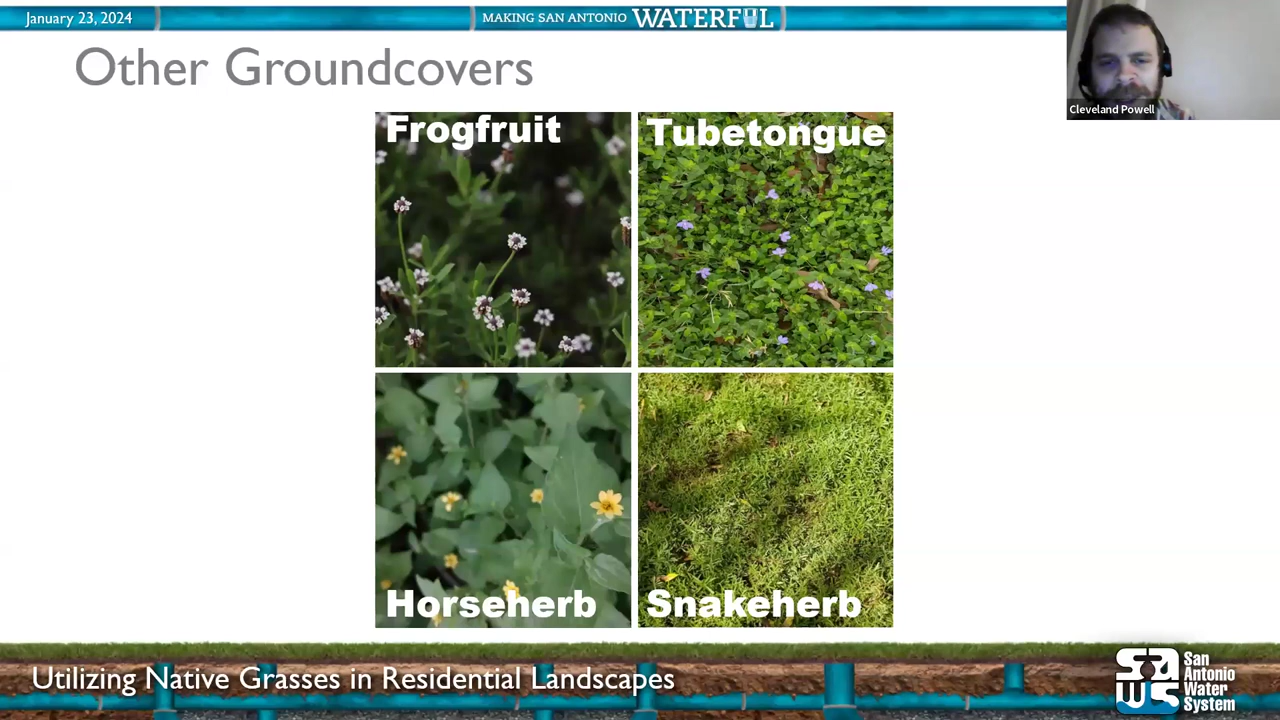 January 23, 2024
MAKING SAN ANTONIO WATERFUL
Cleveland Powell
Other Groundcovers
Frogfruit
Tubetongue
Horseherb
Snakeherb
Utilizing Native Grasses in Residential Landscapes
SAWS
San
Antonio
Water
System